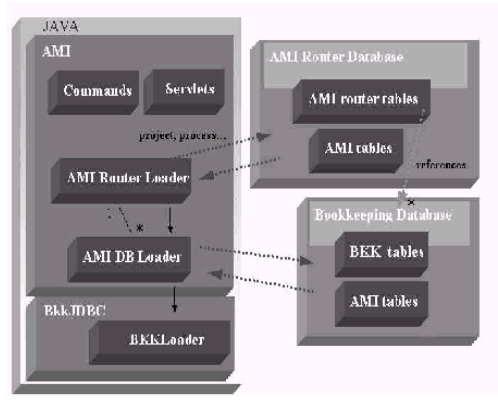 JAVA
AMI
Commands
Servlets
project, process...
AMI Router Loader
*
AMI DB Loader
BkkJDBC
BKKLoader
AMI Router Database
AMI router tables
AMI tables
references
*
Bookkeeping Database
BKK tables
AMI tables